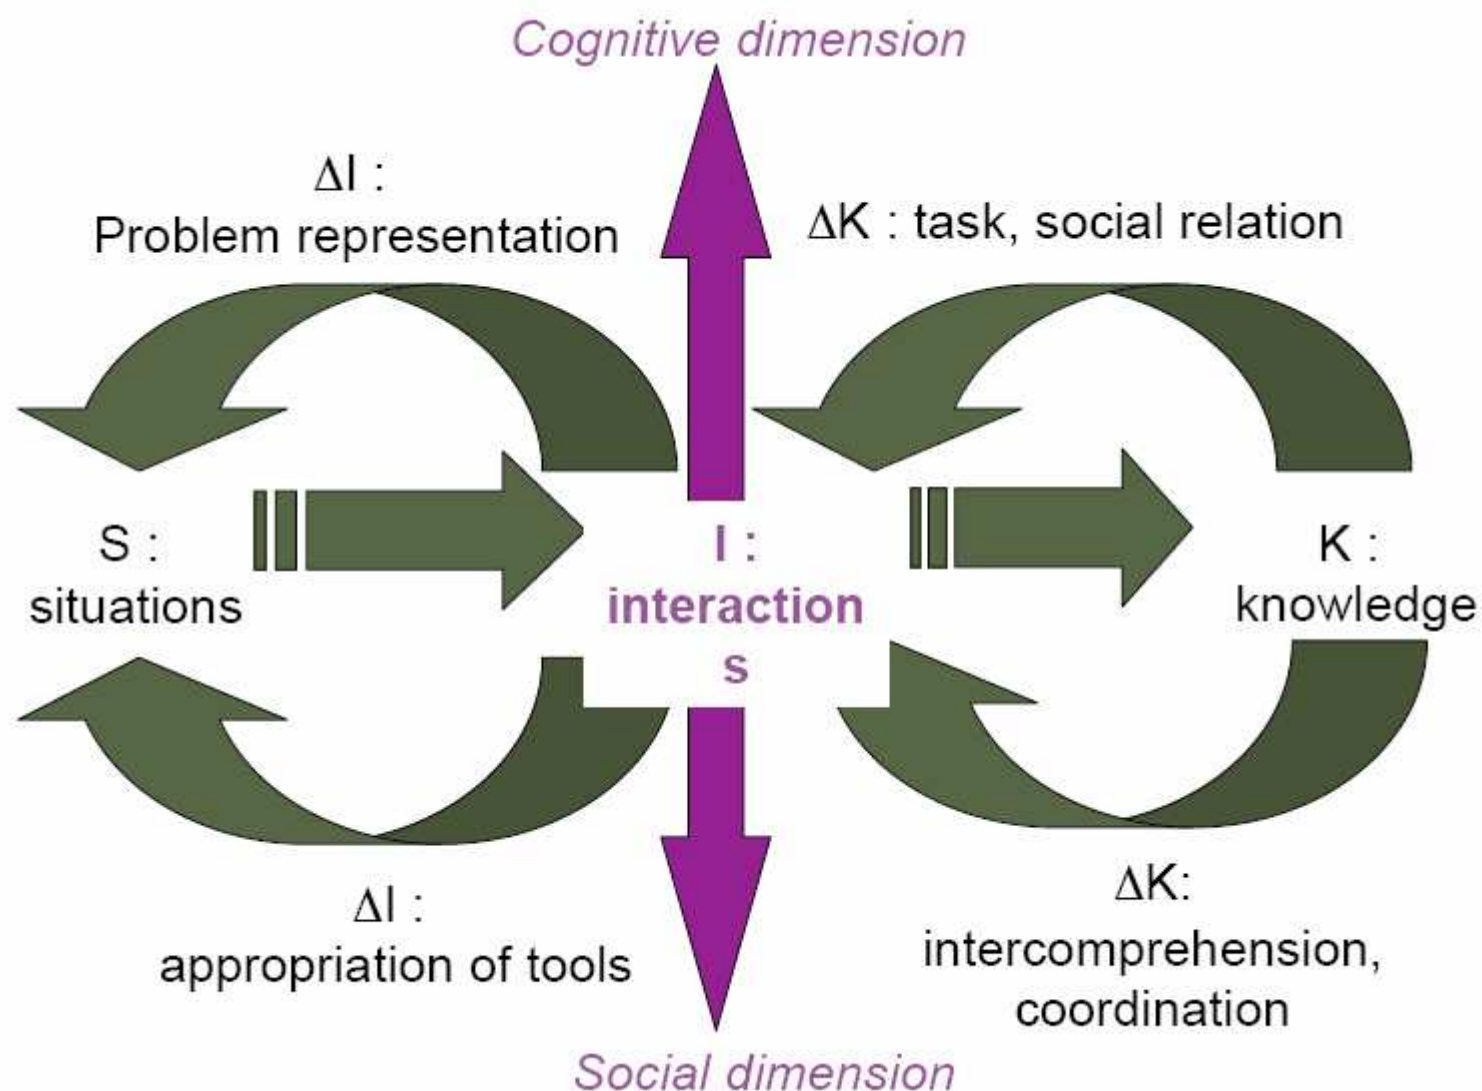 Cognitive dimension
ΔI :
Problem representation
ΔK : task, social relation
S :
situations
I :
interaction
s
K :
knowledge
ΔI :
appropriation of tools
ΔK:
intercomprehension,
coordination
Social dimension